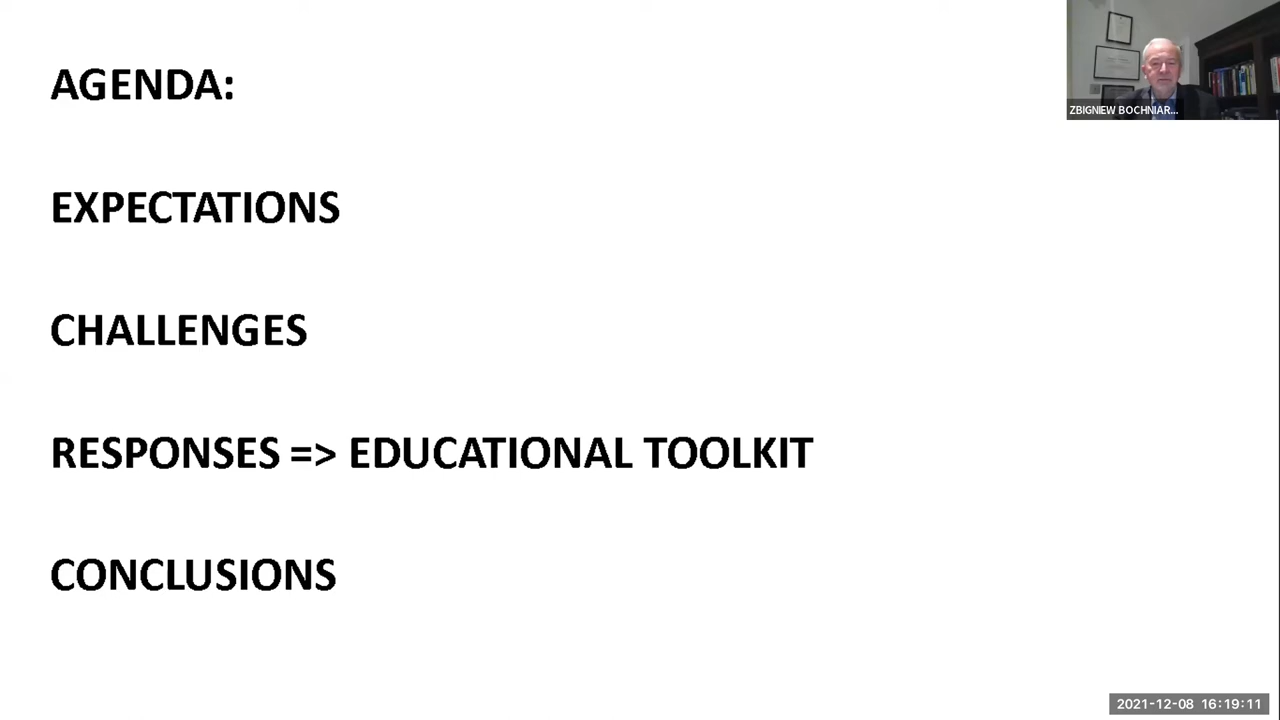 AGENDA:
ZBIGNIEW BOCHNIAR...
EXPECTATIONS
CHALLENGES
RESPONSES => EDUCATIONAL TOOLKIT
CONCLUSIONS
2021-12-08 16:19:11